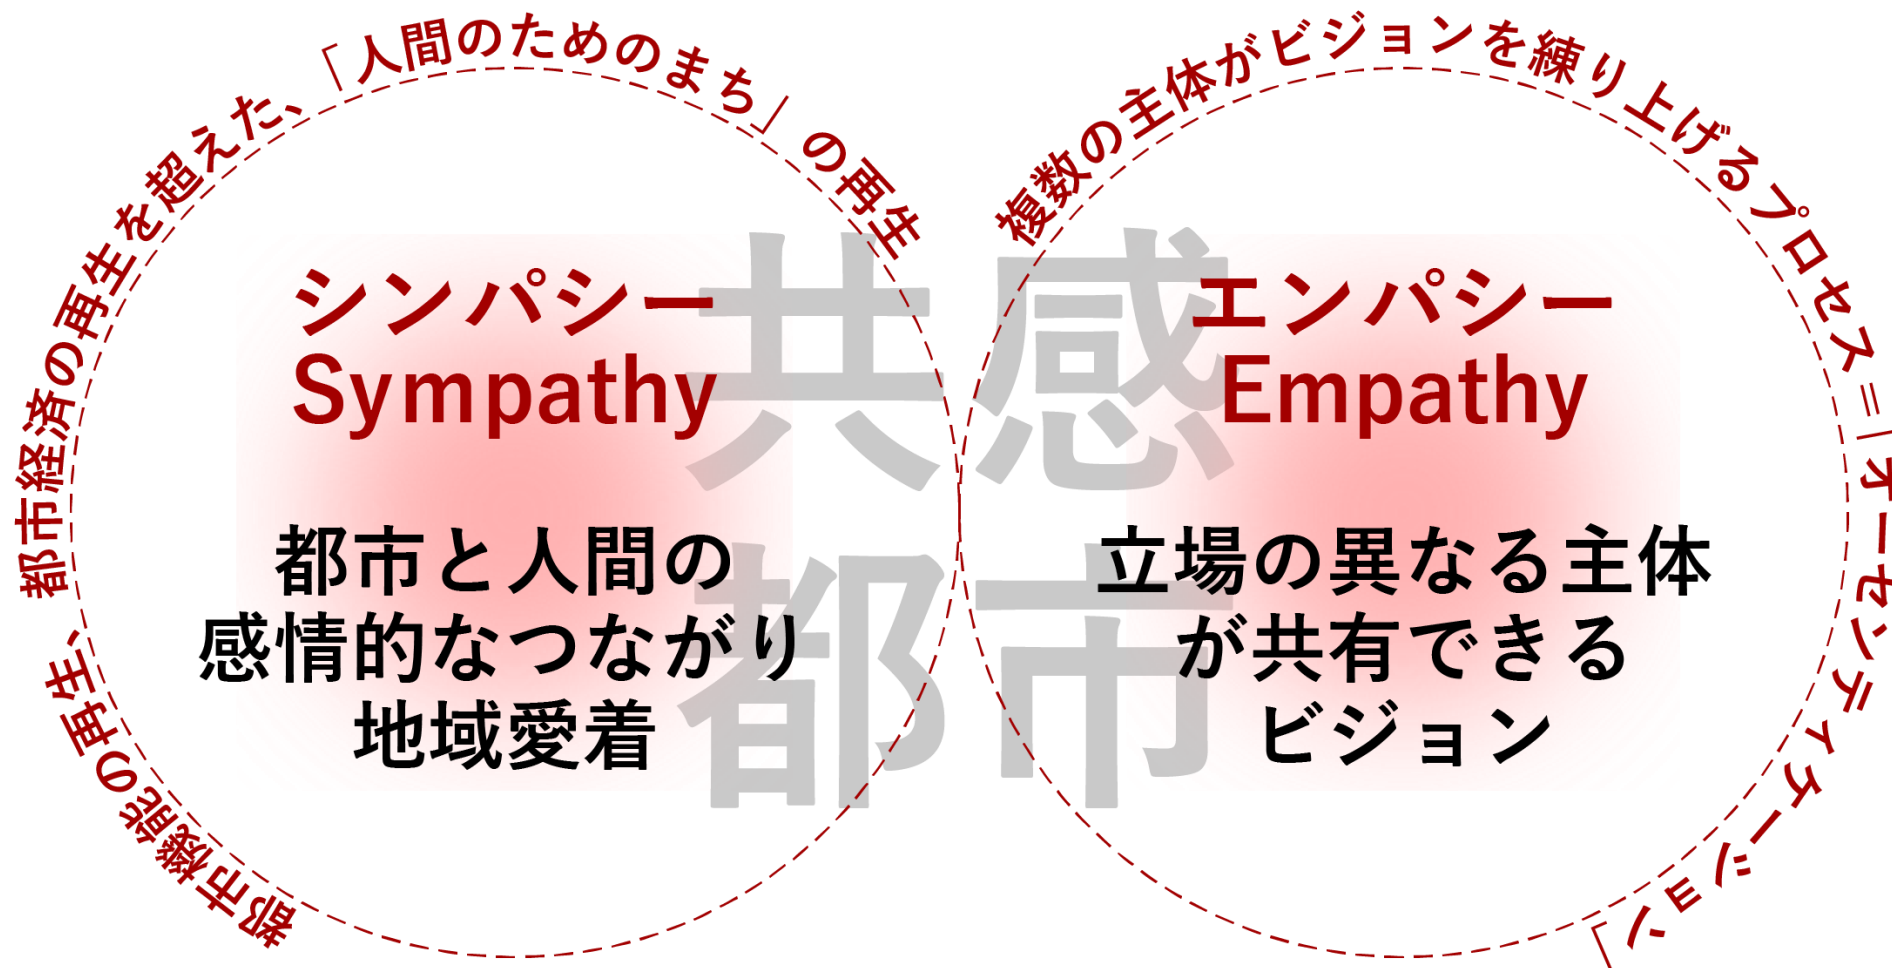 都市機能の再生、都市経済の再生を超えた、「人間のためのまち」の再生
シンパシー
Sympathy
都市と人間の
感情的なつながり
地域愛着
共感
都市
複数の主体がビジョンを練り上げるプロセス＝「オーセンティケーション」
エンパシー
Empathy
立場の異なる主体
が共有できる
ビジョン